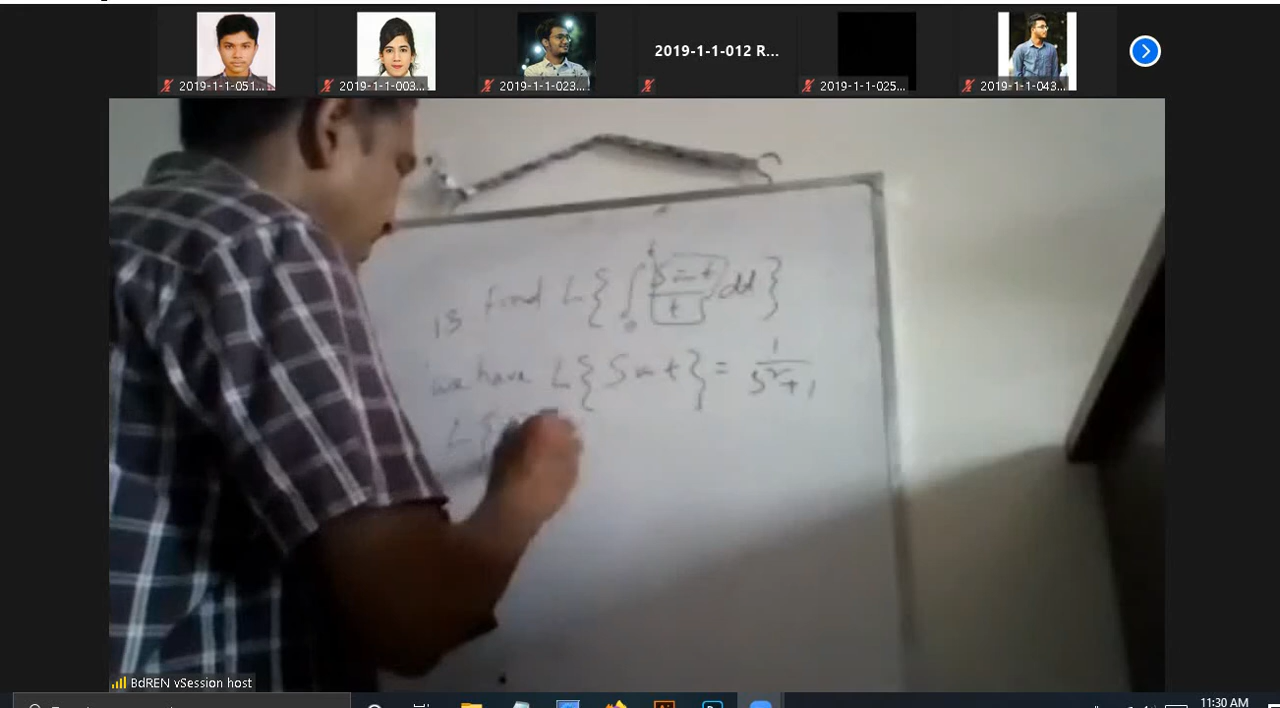 2019-1-1-051...
2019-1-1-003...
2019-1-1-023...
2019-1-1-012 R...
2019-1-1-025...
2019-1-1-043...
is find L{∫₀ᵗ sin t / t dt}
we have L{Sin t} = 1/(s²+1)
L{
BdREN vSession host
11:30 AM